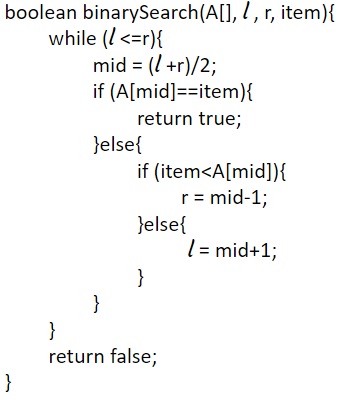 boolean binarySearch(A[], l , r, item){
while (l <=r){
mid = (l +r)/2;
if (A[mid]==item){
return true;
}else{
if (item<A[mid]){
r = mid-1;
}else{
l = mid+1;
}
}
}
return false;
}